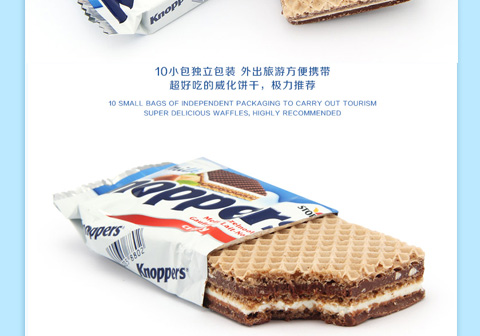 Knoppers
10小包独立包装 外出旅游方便携带
超好吃的威化饼干，极力推荐
10 SMALL BAGS OF INDEPENDENT PACKAGING TO CARRY OUT TOURISM
SUPER DELICIOUS WAFFLES, HIGHLY RECOMMENDED
Knoppers
Knoppers
Knoppers